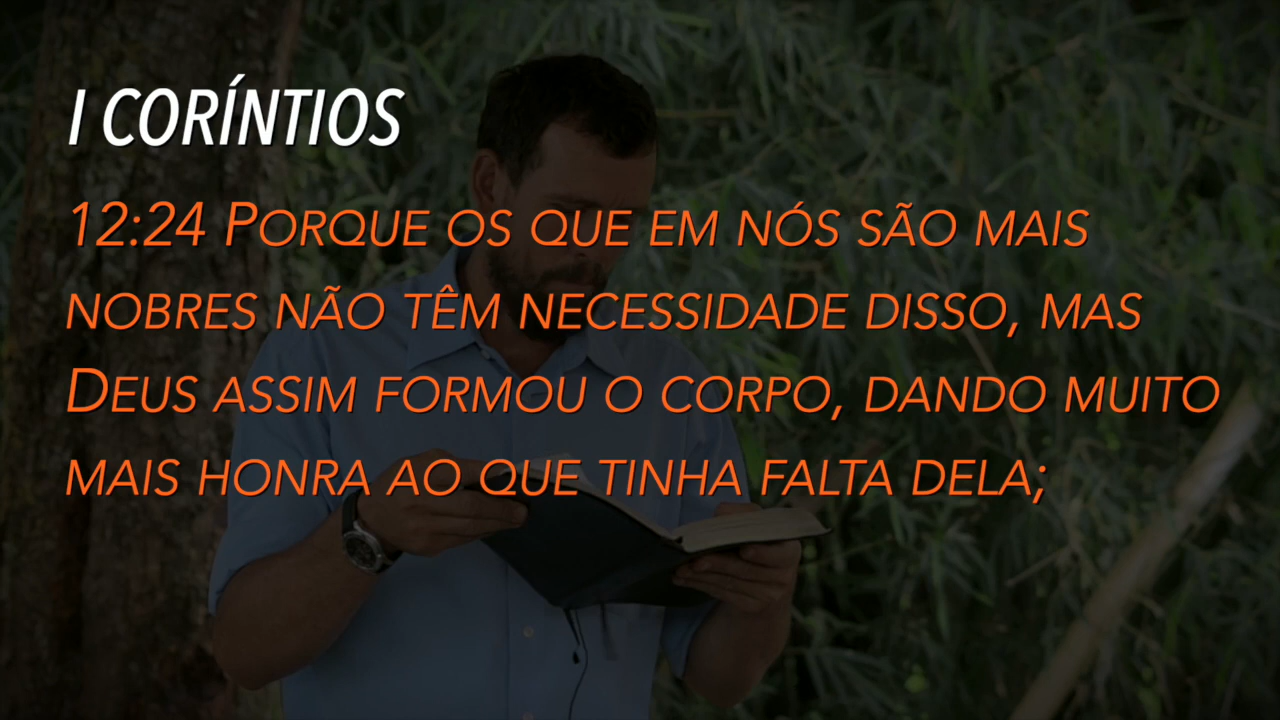 I CORÍNTIOS
12:24 PORQUE OS QUE EM NÓS SÃO MAIS
NOBRES NÃO TÊM NECESSIDADE DISSO, MAS
DEUS ASSIM FORMOU O CORPO, DANDO MUITO
MAIS HONRA AO QUE TINHA FALTA DELA;